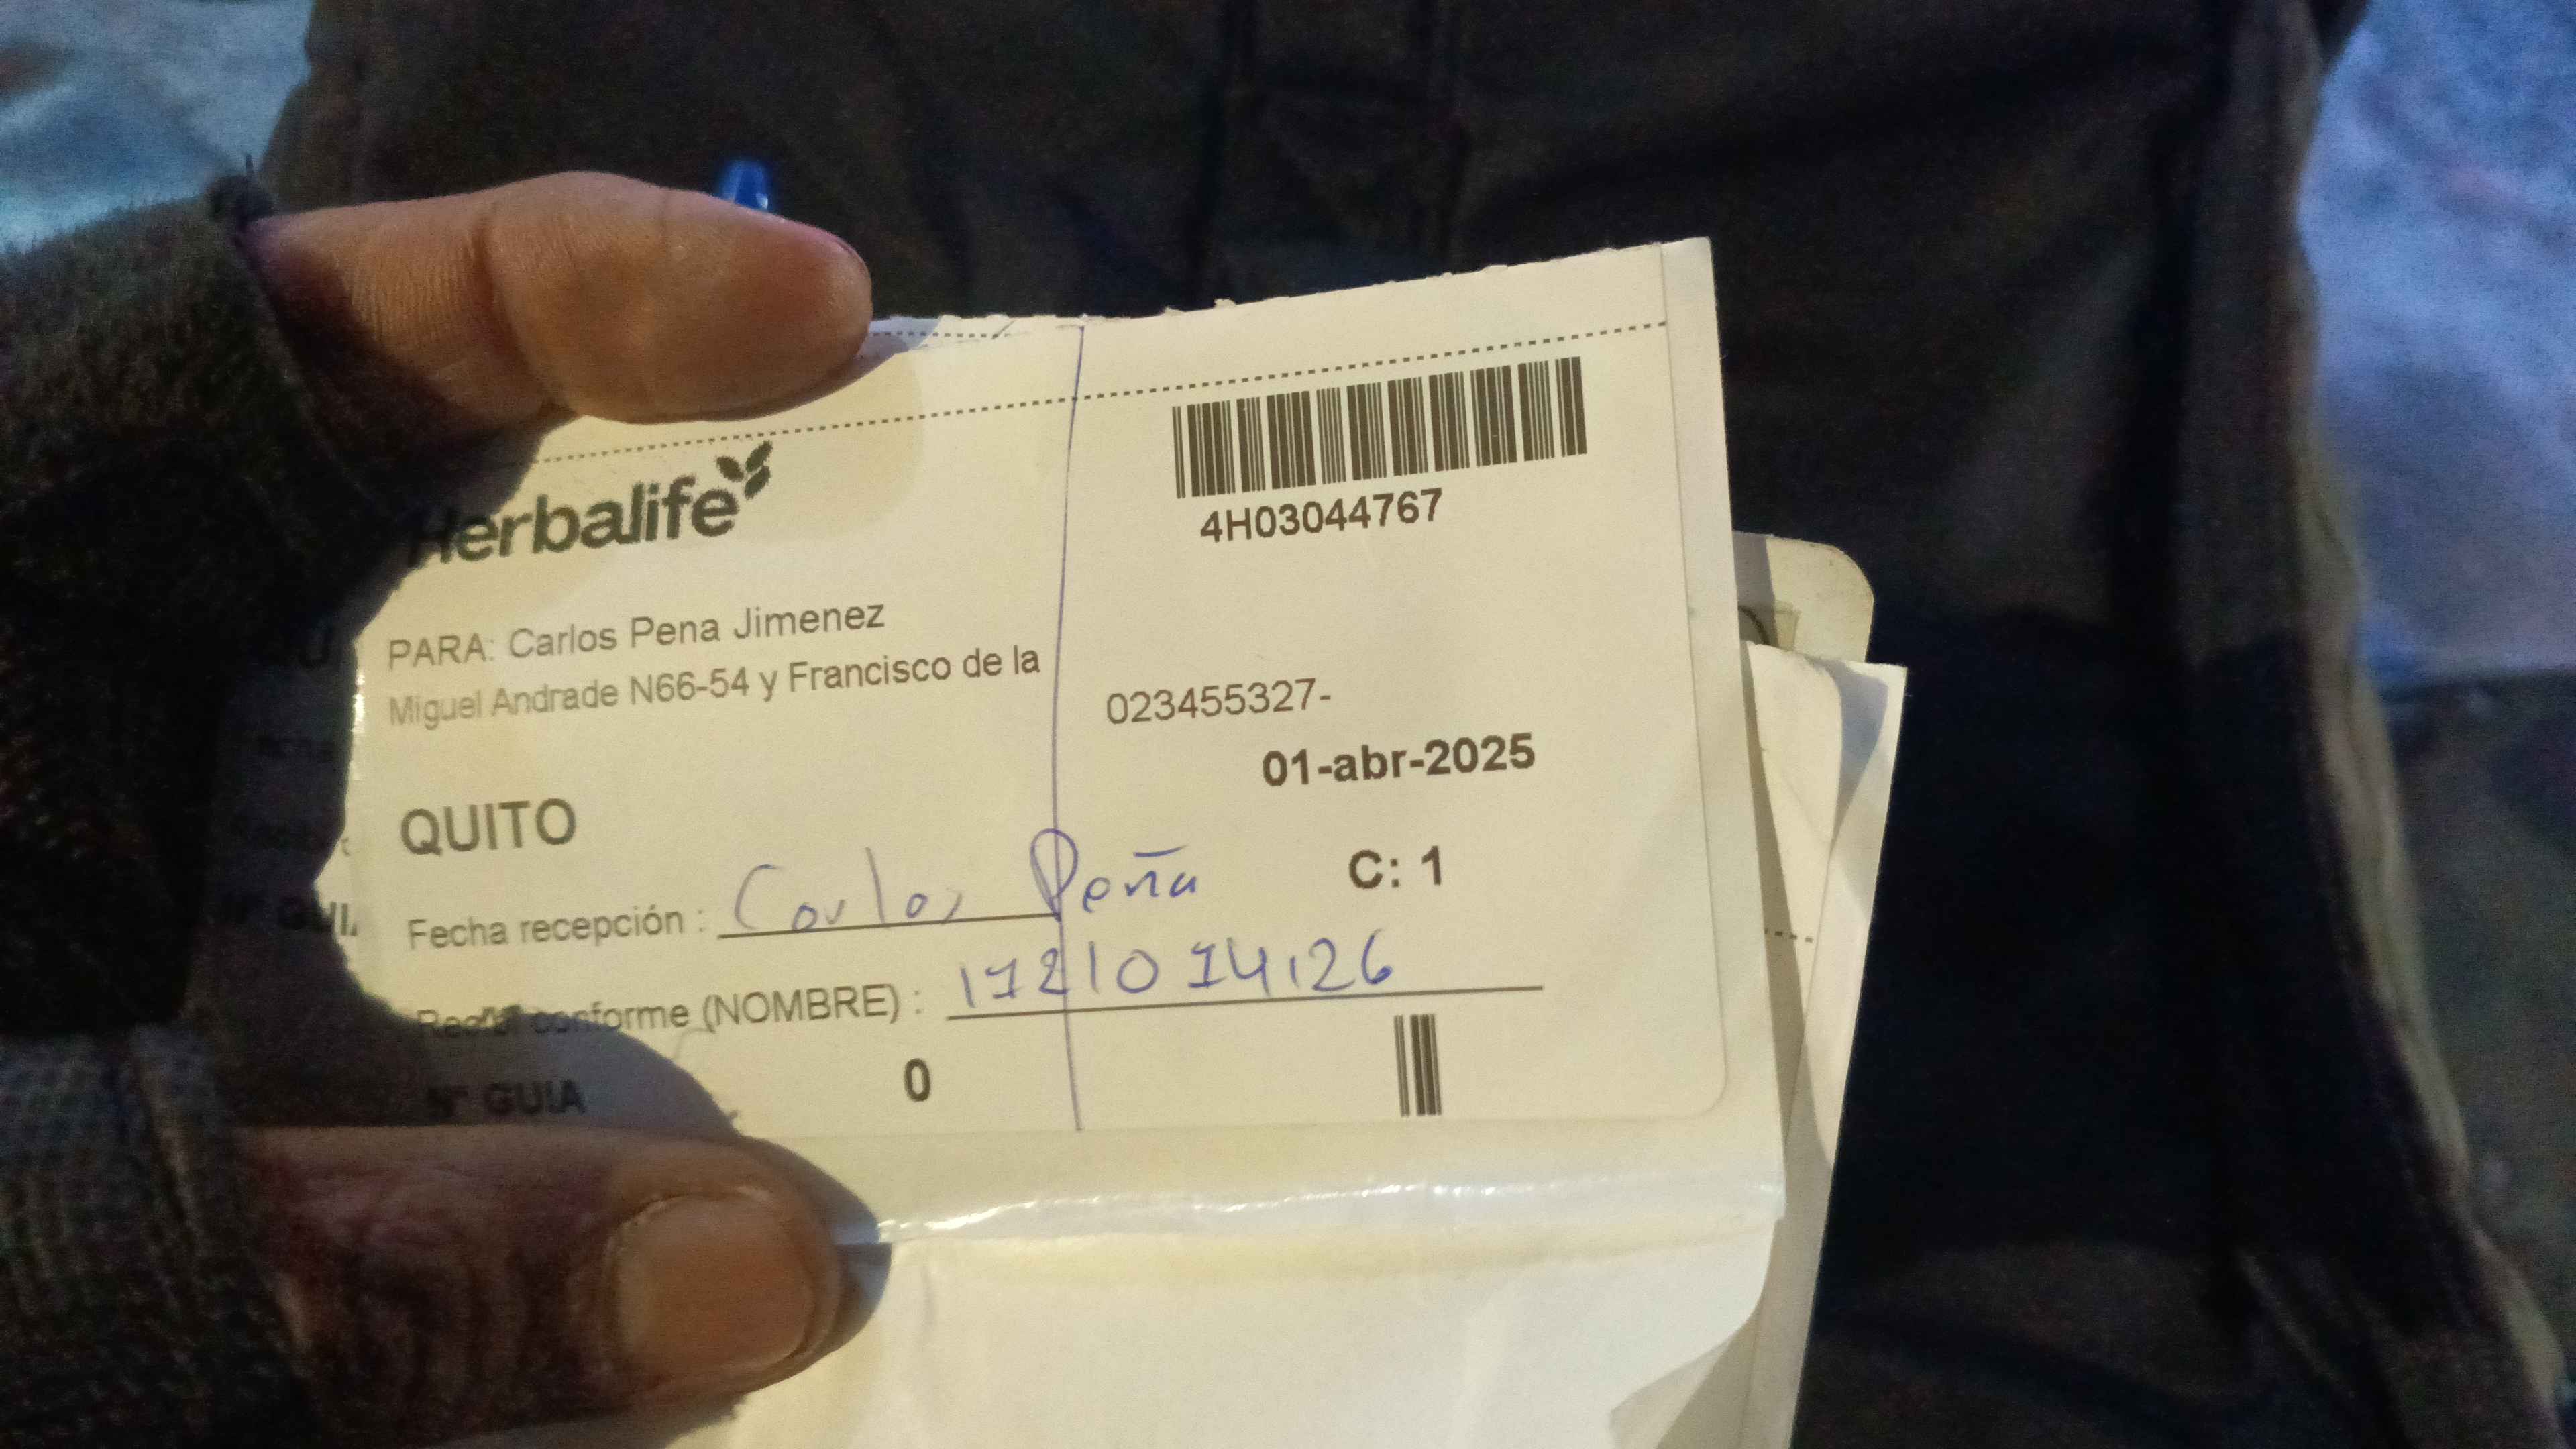 Herbalife
4H03044767
PARA: Carlos Pena Jimenez
Miguel Andrade N66-54 y Francisco de la
023455327-
01-abr-2025
QUITO
C: 1
Fecha recepción : Carlos Peña
conforme (NOMBRE) : 1721014126
N° GUIA 0